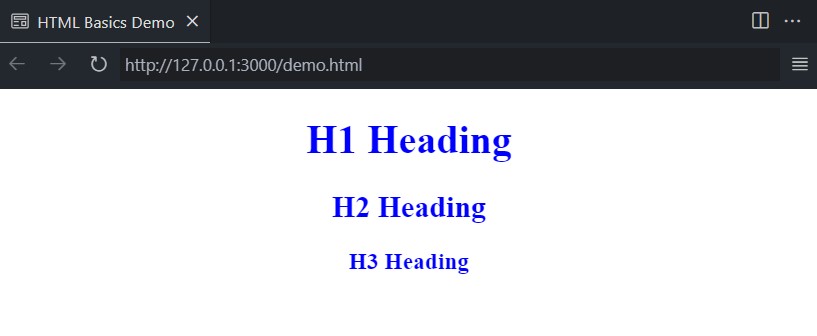 HTML Basics Demo
http://127.0.0.1:3000/demo.html
H1 Heading
H2 Heading
H3 Heading